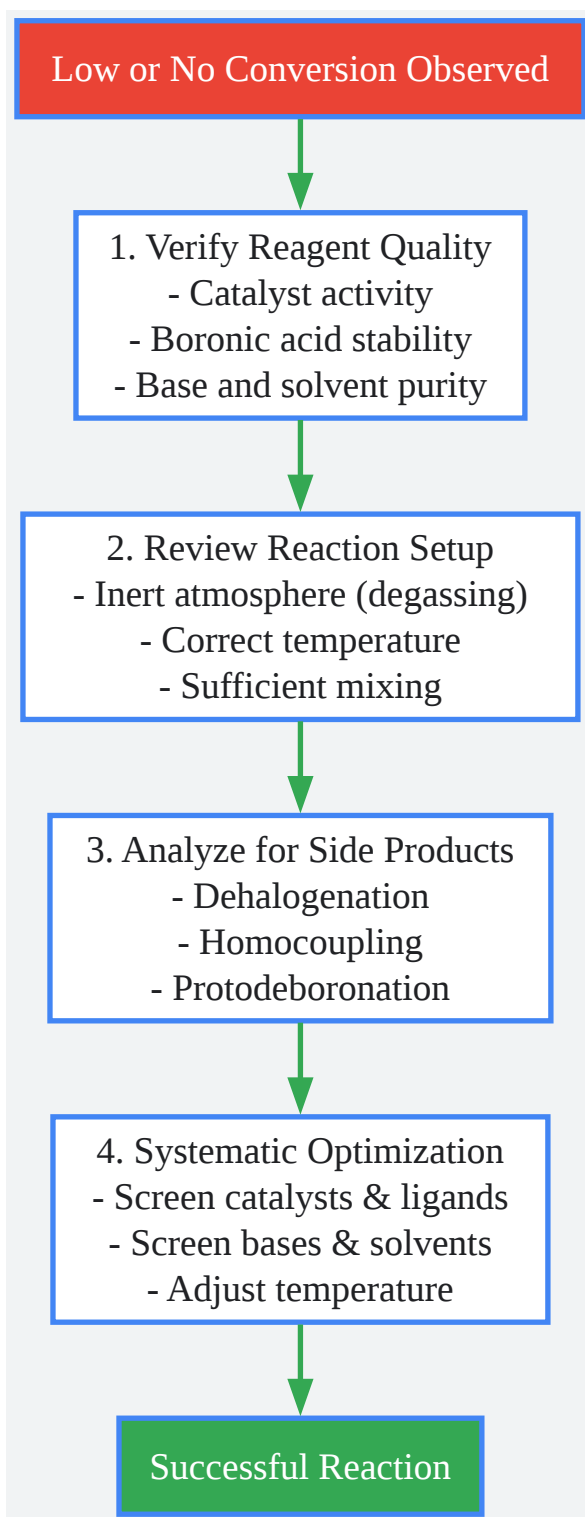 Low or No Conversion Observed
1. Verify Reagent Quality
- Catalyst activity
- Boronic acid stability
- Base and solvent purity
2. Review Reaction Setup
- Inert atmosphere (degassing)
- Correct temperature
- Sufficient mixing
3. Analyze for Side Products
- Dehalogenation
- Homocoupling
- Protodeboronation
4. Systematic Optimization
- Screen catalysts & ligands
- Screen bases & solvents
- Adjust temperature
Successful Reaction